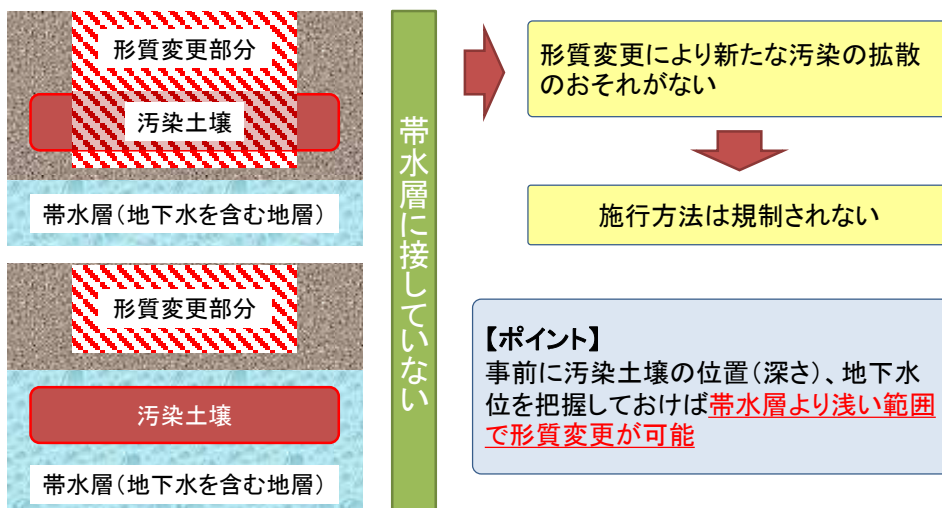 形質変更部分
汚染土壌
帯水層(地下水を含む地層)
形質変更部分
汚染土壌
帯水層(地下水を含む地層)
帯水層に接していない
形質変更により新たな汚染の拡散
のおそれがない
施行方法は規制されない
【ポイント】
事前に汚染土壌の位置(深さ)、地下水
位を把握しておけば帯水層より浅い範囲
で形質変更が可能